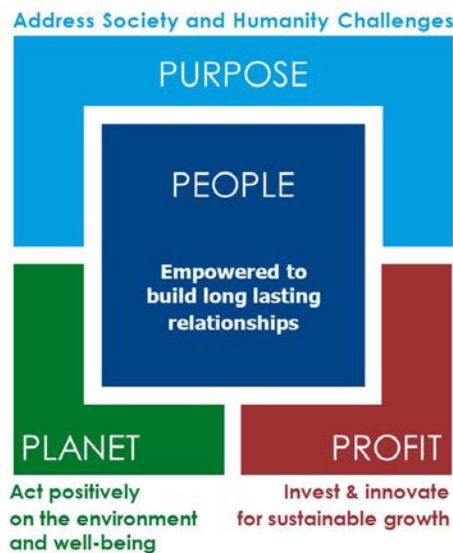 Address Society and Humanity Challenges
PURPOSE
PEOPLE
Empowered to
build long lasting
relationships
PLANET
Act positively
on the environment
and well-being
PROFIT
Invest & innovate
for sustainable growth